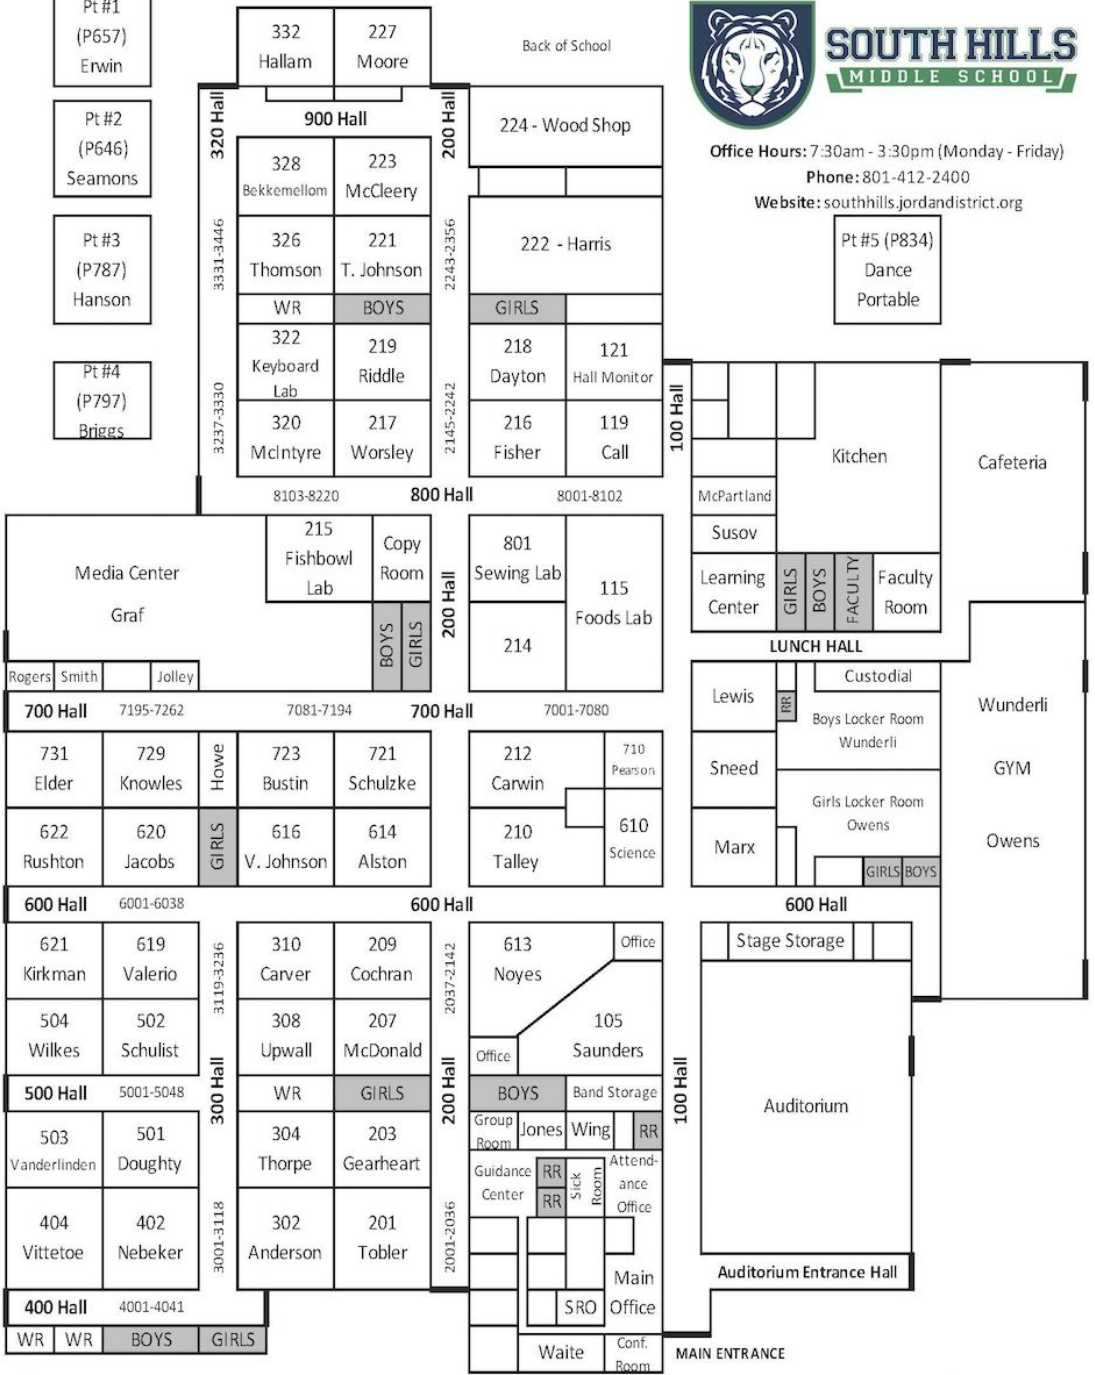 Pt #1
(P657)
Erwin
332
Hallam
227
Moore
Back of School
SOUTH HILLS
MIDDLE SCHOOL
Pt #2
(P646)
Seamons
320 Hall
900 Hall
200 Hall
224 - Wood Shop
Office Hours: 7:30am - 3:30pm (Monday - Friday)
Phone: 801-412-2400
Website: southhills.jordandistrict.org
328
Bekkemellom
223
McCleery
Pt #3
(P787)
Hanson
3331-3446
326
Thomson
221
T. Johnson
2243-2356
222 - Harris
Pt #5 (P834)
Dance
Portable
WR
BOYS
GIRLS
Pt #4
(P797)
Briggs
3237-3330
322
Keyboard
Lab
219
Riddle
2145-2242
218
Dayton
121
Hall Monitor
100 Hall
320
McIntyre
217
Worsley
216
Fisher
119
Call
Kitchen
Cafeteria
8103-8220
800 Hall
8001-8102
McPartland
Susov
Media Center
Graf
215
Fishbowl
Lab
Copy
Room
200 Hall
801
Sewing Lab
115
Foods Lab
Learning
Center
GIRLS
BOYS
FACULTY
Faculty
Room
BOYS
GIRLS
214
LUNCH HALL
Rogers
Smith
Jolley
Lewis
RR
Custodial
700 Hall
7195-7262
7081-7194
700 Hall
7001-7080
Boys Locker Room
Wunderli
Wunderli
GYM
Owens
731
Elder
729
Knowles
Howe
723
Bustin
721
Schulzke
212
Carwin
710
Pearson
Sneed
Girls Locker Room
Owens
622
Rushton
620
Jacobs
GIRLS
616
V. Johnson
614
Alston
210
Talley
610
Science
Marx
GIRLS
BOYS
600 Hall
6001-6038
600 Hall
600 Hall
621
Kirkman
619
Valerio
3119-3236
310
Carver
209
Cochran
2037-2142
613
Noyes
Office
Stage Storage
504
Wilkes
502
Schulist
308
Upwall
207
McDonald
Office
105
Saunders
500 Hall
5001-5048
300 Hall
WR
GIRLS
200 Hall
BOYS
Band Storage
100 Hall
Auditorium
503
Vanderlinden
501
Doughty
304
Thorpe
203
Gearheart
Group
Room
Jones
Wing
RR
Guidance
Center
RR
RR
Sick
Room
Attend-
ance
Office
404
Vittetoe
402
Nebeker
3001-3118
302
Anderson
201
Tobler
2001-2036
Main
Office
SRO
Auditorium Entrance Hall
400 Hall
4001-4041
WR
WR
BOYS
GIRLS
Waite
Conf.
Room
MAIN ENTRANCE